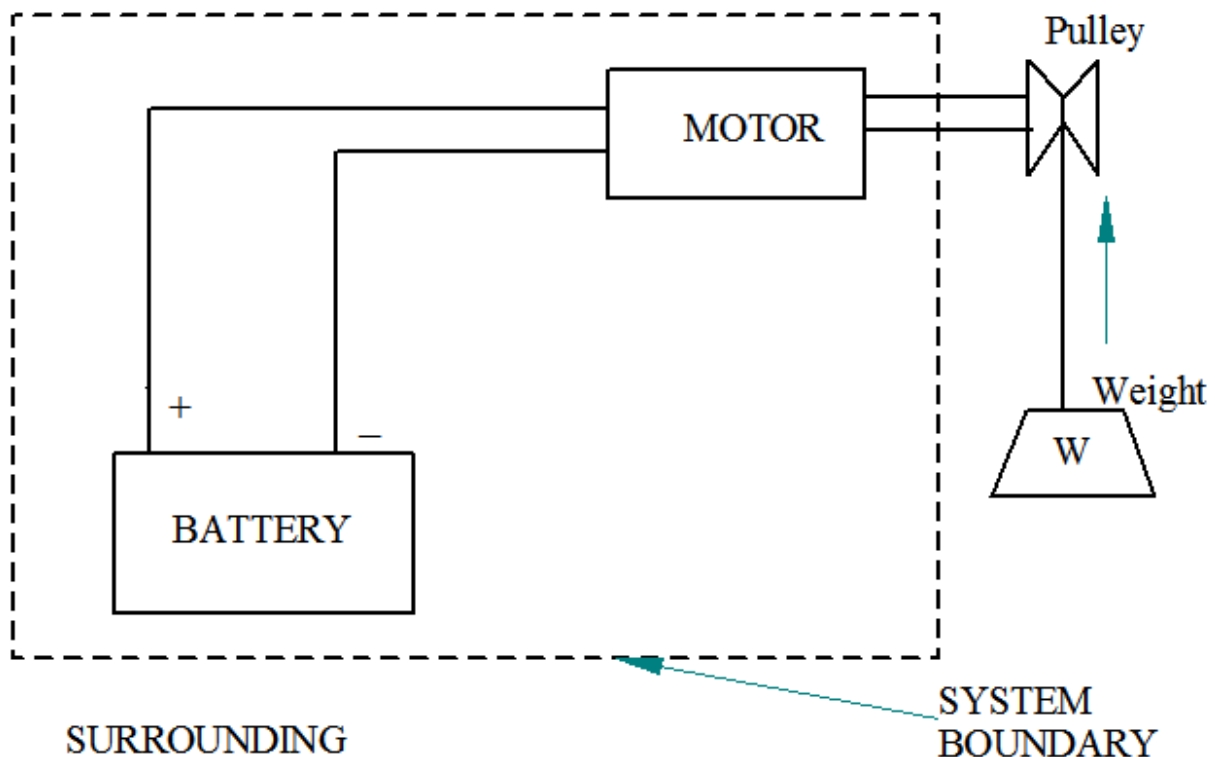 Pulley
MOTOR
+
–
Weight
W
BATTERY
SYSTEM
BOUNDARY
SURROUNDING